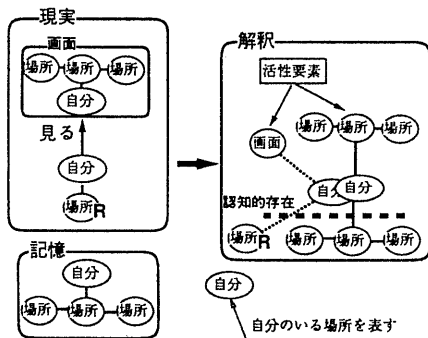 現実
画面
場所 場所 場所
自分
見る
自分
場所R
記憶
自分
場所 場所 場所
解釈
活性要素
場所 場所 場所
画面
自分 自分
認知的存在
場所R
場所 場所 場所
自分
自分のいる場所を表す